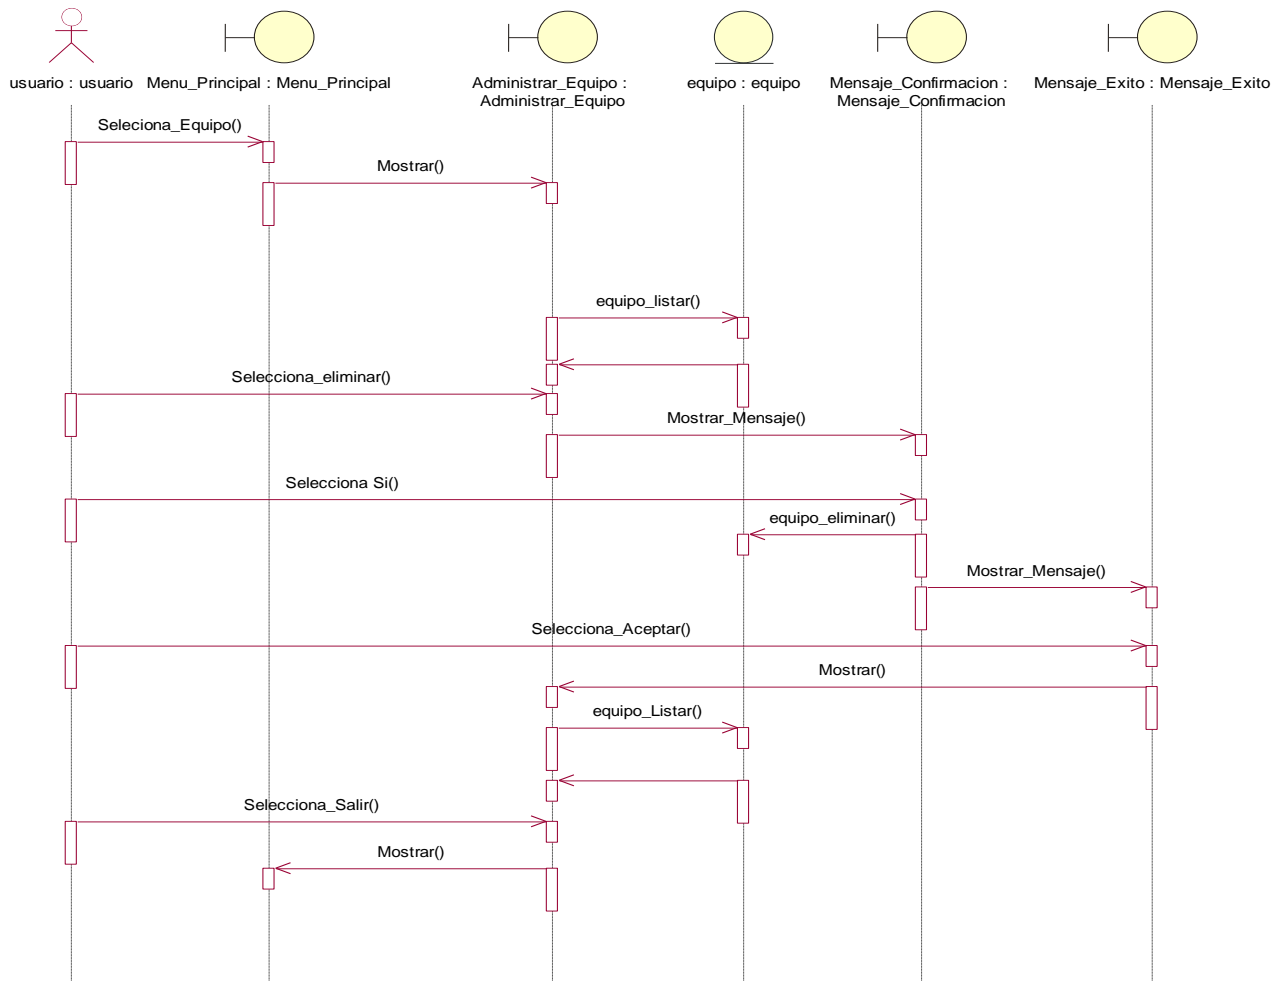 usuario : usuario
Menu_Principal : Menu_Principal
Administrar_Equipo :
Administrar_Equipo
equipo : equipo
Mensaje_Confirmacion :
Mensaje_Confirmacion
Mensaje_Exito : Mensaje_Exito
Seleciona_Equipo()
Mostrar()
equipo_listar()
Selecciona_eliminar()
Mostrar_Mensaje()
Selecciona Si()
equipo_eliminar()
Mostrar_Mensaje()
Selecciona_Aceptar()
Mostrar()
equipo_Listar()
Selecciona_Salir()
Mostrar()